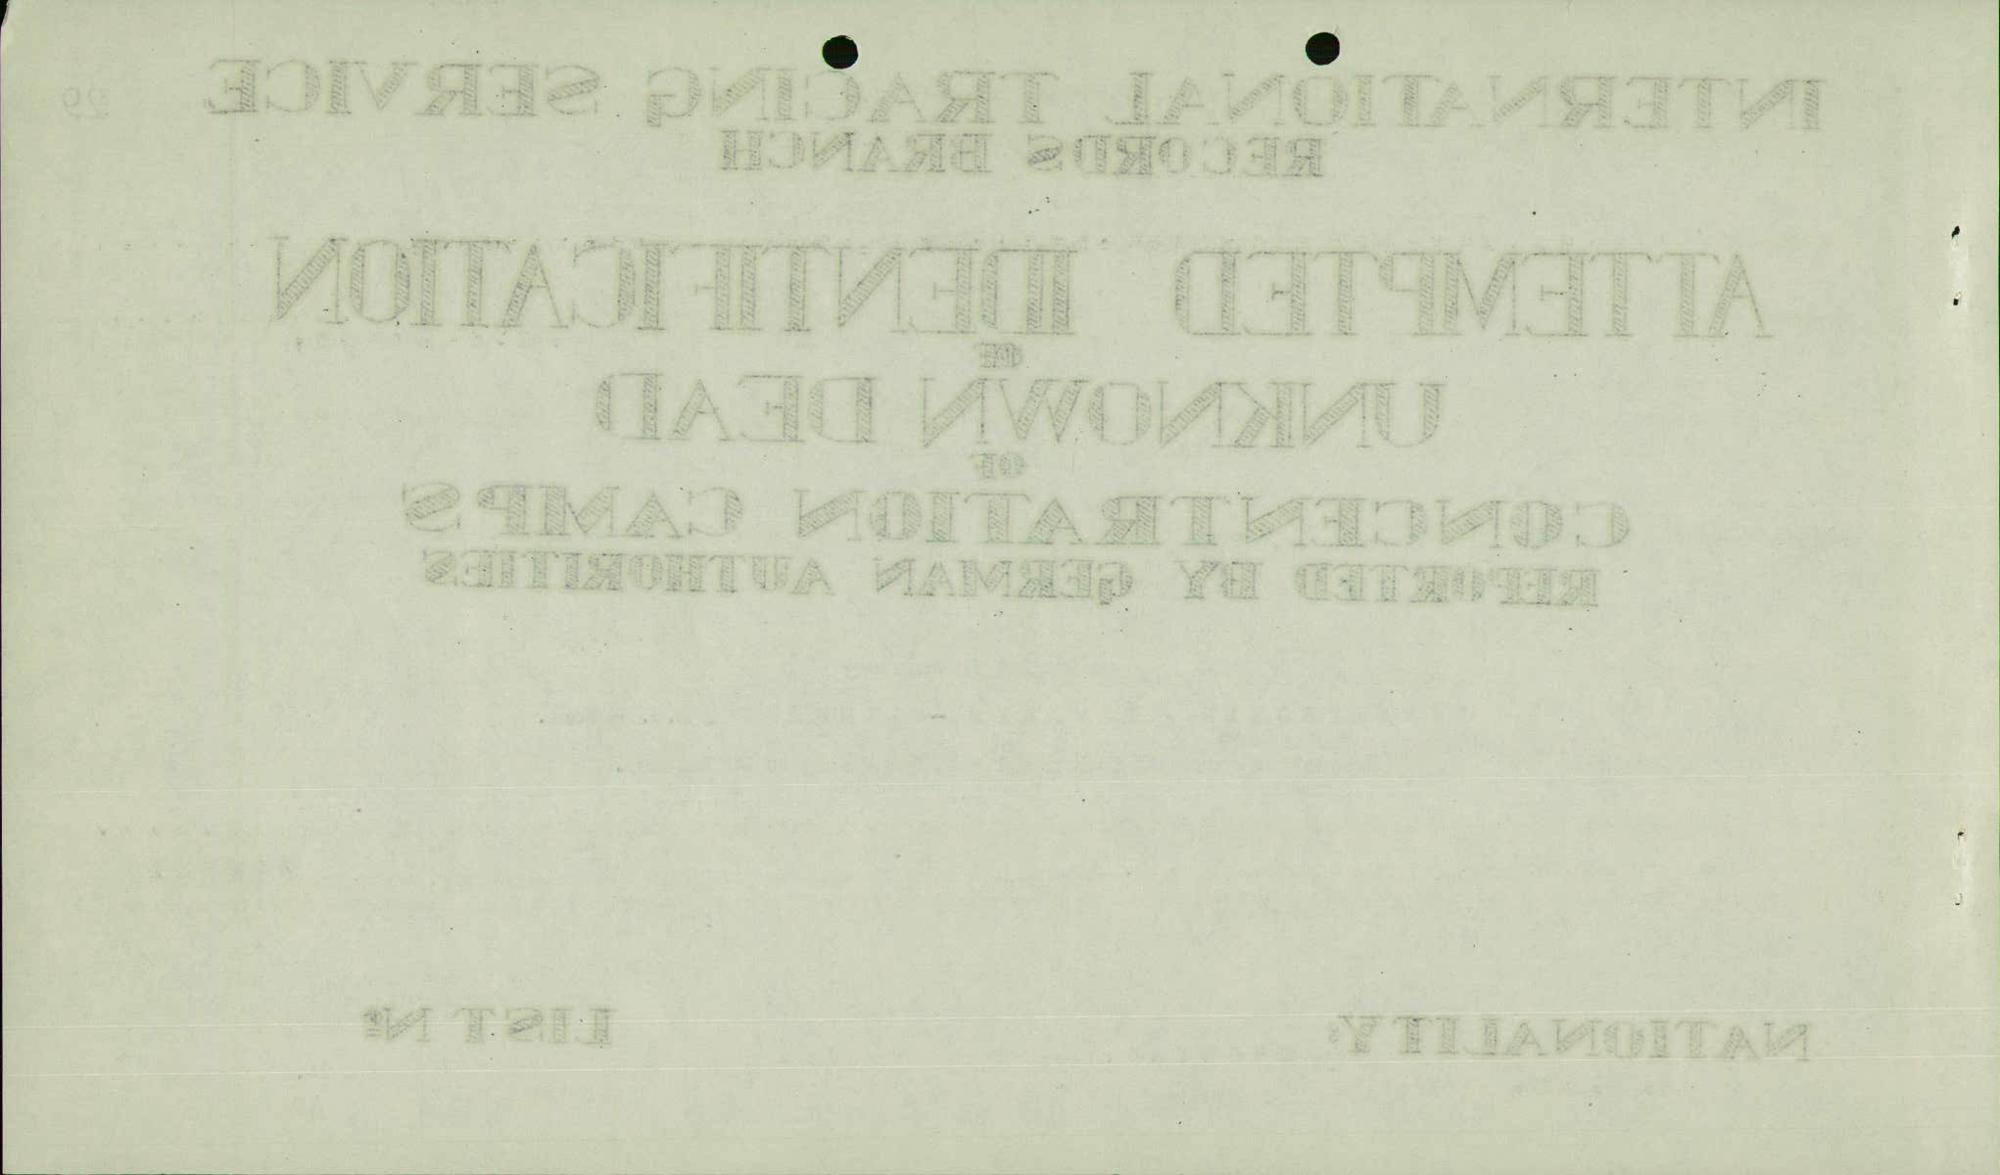 INTERNATIONAL TRACING SERVICE
29
RECORDS BRANCH
ATTEMPTED IDENTIFICATION
OF
UNKNOWN DEAD
OF
CONCENTRATION CAMPS
REPORTED BY GERMAN AUTHORITIES
NATIONALITY:
LIST Nº